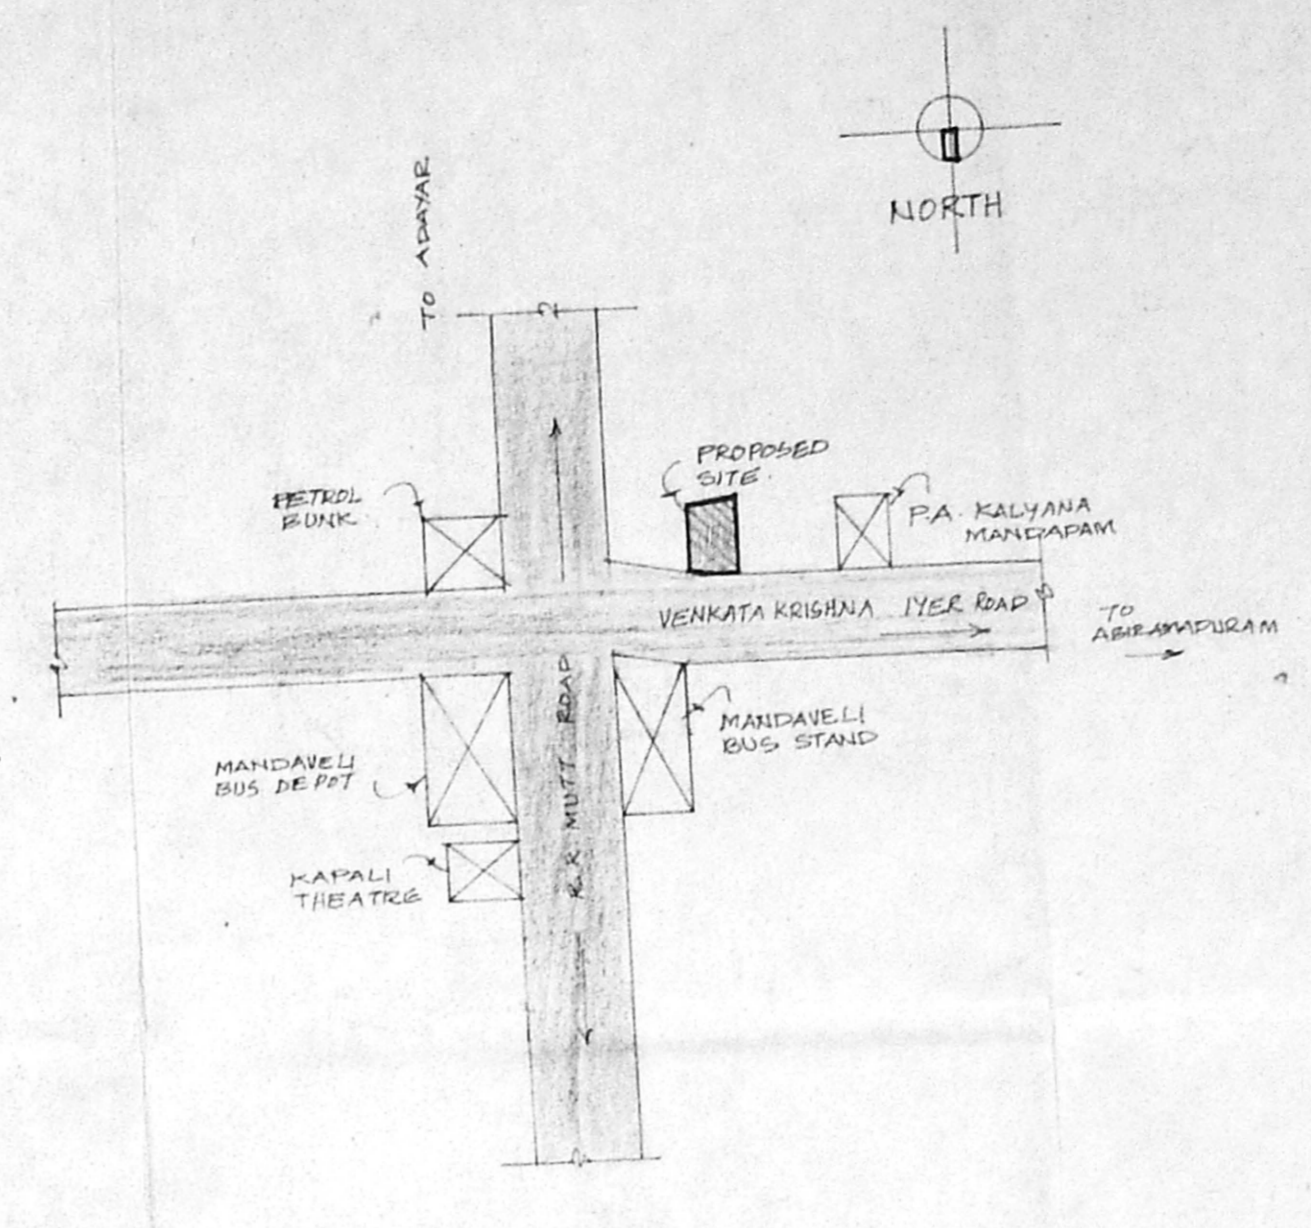 NORTH
TO ADAYAR
PROPOSED
SITE.
PETROL
BUNK
P.A. KALYANA
MANDAPAM
VENKATA KRISHNA IYER ROAD
TO
ABIRAMAPURAM
R.R MUTT ROAD
MANDAVELI
BUS STAND
MANDAVELI
BUS DEPOT
KAPALI
THEATRE